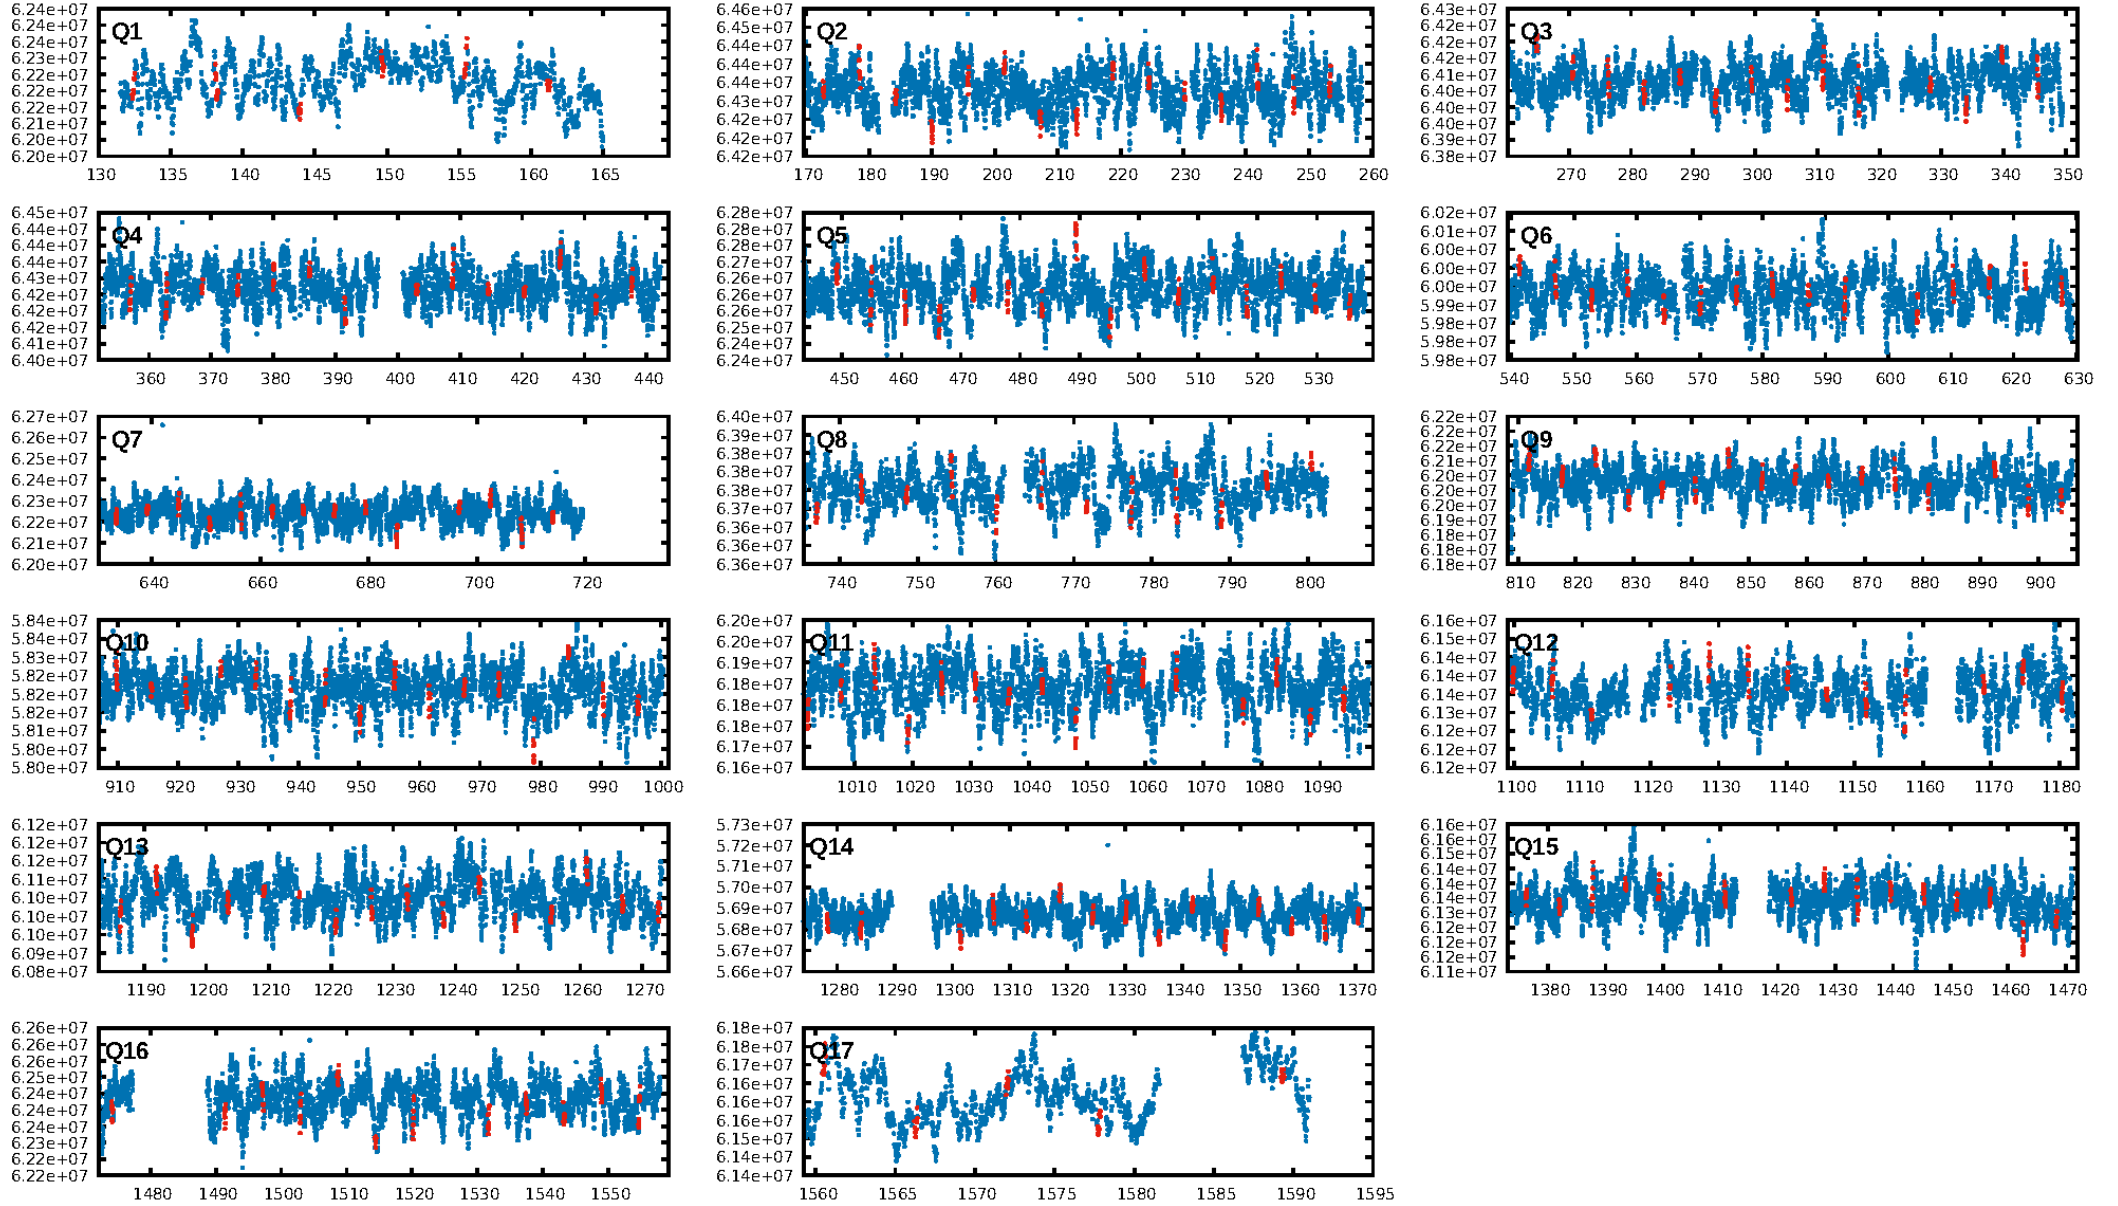 6.24e+07
6.24e+07
6.24e+07
6.23e+07
6.22e+07
6.22e+07
6.21e+07
6.21e+07
6.20e+07
6.20e+07
Q1
130 135 140 145 150 155 160 165
6.46e+07
6.45e+07
6.44e+07
6.44e+07
6.44e+07
6.43e+07
6.42e+07
6.42e+07
6.42e+07
Q2
170 180 190 200 210 220 230 240 250 260
6.43e+07
6.42e+07
6.42e+07
6.41e+07
6.41e+07
6.40e+07
6.40e+07
6.40e+07
6.39e+07
6.38e+07
Q3
270 280 290 300 310 320 330 340 350
6.45e+07
6.44e+07
6.44e+07
6.43e+07
6.43e+07
6.42e+07
6.42e+07
6.42e+07
6.41e+07
6.40e+07
Q4
360 370 380 390 400 410 420 430 440
6.28e+07
6.28e+07
6.27e+07
6.27e+07
6.26e+07
6.26e+07
6.25e+07
6.24e+07
6.24e+07
Q5
450 460 470 480 490 500 510 520 530
6.02e+07
6.01e+07
6.01e+07
6.00e+07
6.00e+07
5.99e+07
5.98e+07
5.98e+07
5.98e+07
Q6
540 550 560 570 580 590 600 610 620 630
6.27e+07
6.26e+07
6.25e+07
6.24e+07
6.23e+07
6.22e+07
6.21e+07
6.20e+07
Q7
640 660 680 700 720
6.40e+07
6.39e+07
6.38e+07
6.38e+07
6.38e+07
6.37e+07
6.36e+07
6.36e+07
6.36e+07
Q8
740 750 760 770 780 790 800
6.22e+07
6.22e+07
6.21e+07
6.21e+07
6.20e+07
6.20e+07
6.20e+07
6.19e+07
6.19e+07
6.18e+07
6.18e+07
Q9
810 820 830 840 850 860 870 880 890 900
5.84e+07
5.84e+07
5.83e+07
5.82e+07
5.82e+07
5.82e+07
5.81e+07
5.80e+07
5.80e+07
Q10
910 920 930 940 950 960 970 980 990 1000
6.20e+07
6.20e+07
6.19e+07
6.18e+07
6.18e+07
6.18e+07
6.17e+07
6.16e+07
Q11
1010 1020 1030 1040 1050 1060 1070 1080 1090
6.16e+07
6.15e+07
6.14e+07
6.14e+07
6.14e+07
6.13e+07
6.12e+07
6.12e+07
6.12e+07
Q12
1100 1110 1120 1130 1140 1150 1160 1170 1180
6.12e+07
6.12e+07
6.12e+07
6.11e+07
6.10e+07
6.10e+07
6.10e+07
6.09e+07
6.08e+07
Q13
1190 1200 1210 1220 1230 1240 1250 1260 1270
5.73e+07
5.72e+07
5.71e+07
5.70e+07
5.69e+07
5.68e+07
5.67e+07
5.66e+07
Q14
1280 1290 1300 1310 1320 1330 1340 1350 1360 1370
6.16e+07
6.15e+07
6.15e+07
6.14e+07
6.14e+07
6.14e+07
6.13e+07
6.13e+07
6.12e+07
6.12e+07
6.11e+07
Q15
1380 1390 1400 1410 1420 1430 1440 1450 1460 1470
6.26e+07
6.26e+07
6.26e+07
6.25e+07
6.24e+07
6.24e+07
6.24e+07
6.23e+07
6.22e+07
6.22e+07
Q16
1480 1490 1500 1510 1520 1530 1540 1550
6.18e+07
6.18e+07
6.17e+07
6.16e+07
6.16e+07
6.16e+07
6.15e+07
6.14e+07
6.14e+07
Q17
1560 1565 1570 1575 1580 1585 1590 1595